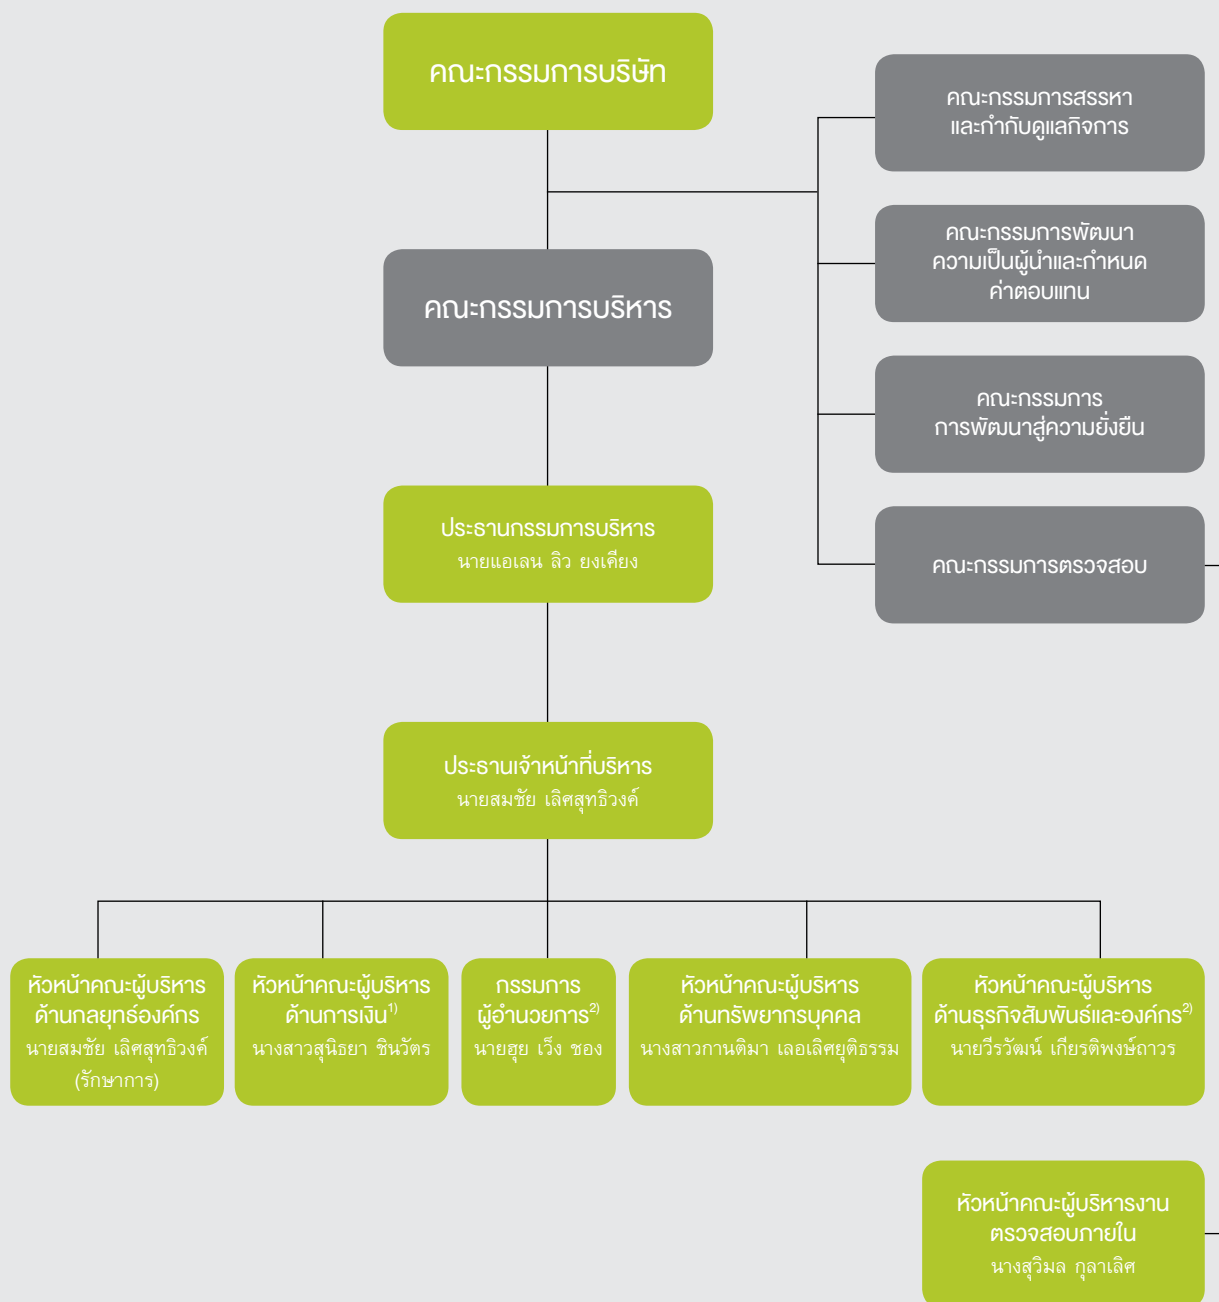 คณะกรรมการบริษัท
คณะกรรมการสรรหา
และกำกับดูแลกิจการ
คณะกรรมการพัฒนา
ความเป็นผู้นำและกำหนด
ค่าตอบแทน
คณะกรรมการบริหาร
คณะกรรมการ
การพัฒนาสู่ความยั่งยืน
ประธานกรรมการบริหาร
นายแอเลน ลิว ยงเคียง
คณะกรรมการตรวจสอบ
ประธานเจ้าหน้าที่บริหาร
นายสมชัย เลิศสุทธิวงค์
หัวหน้าคณะผู้บริหาร
ด้านกลยุทธ์องค์กร
นายสมชัย เลิศสุทธิวงค์
(รักษาการ)
หัวหน้าคณะผู้บริหาร
ด้านการเงิน1)
นางสาวสุนิธยา ชินวัตร
กรรมการ
ผู้อำนวยการ2)
นายฮุย เว็ง ชอง
หัวหน้าคณะผู้บริหาร
ด้านทรัพยากรบุคคล
นางสาวกานติมา เลอเลิศยุติธรรม
หัวหน้าคณะผู้บริหาร
ด้านธุรกิจสัมพันธ์และองค์กร2)
นายวีรวัฒน์ เกียรติพงษ์ถาวร
หัวหน้าคณะผู้บริหารงาน
ตรวจสอบภายใน
นางสุวิมล กุลาเลิศ